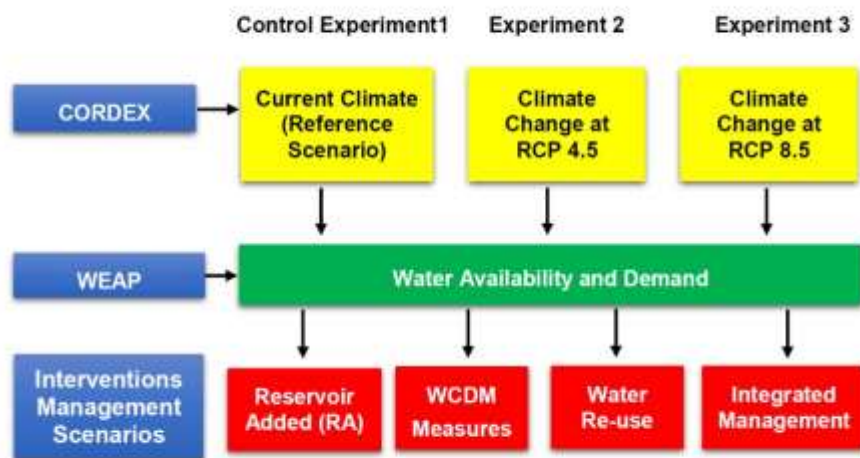 Control Experiment1 Experiment 2 Experiment 3
CORDEX
Current Climate
(Reference
Scenario)
Climate
Change at
RCP 4.5
Climate
Change at
RCP 8.5
WEAP
Water Availability and Demand
Interventions
Management
Scenarios
Reservoir
Added (RA)
WCDM
Measures
Water
Re-use
Integrated
Management